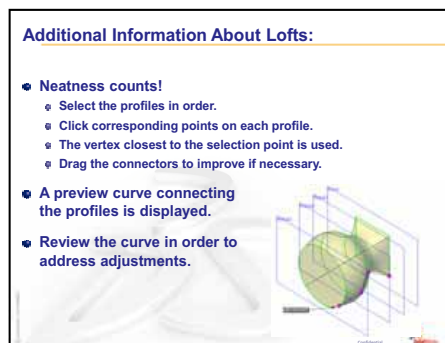 Additional Information About Lofts:
Neatness counts!
Select the profiles in order.
Click corresponding points on each profile.
The vertex closest to the selection point is used.
Drag the connectors to improve if necessary.
A preview curve connecting
the profiles is displayed.
Review the curve in order to
address adjustments.
Confidential